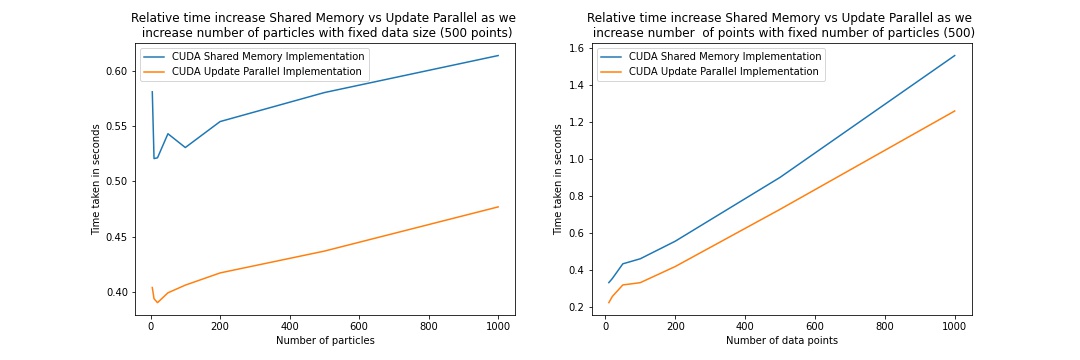 Relative time increase Shared Memory vs Update Parallel as we
increase number of particles with fixed data size (500 points)
CUDA Shared Memory Implementation
CUDA Update Parallel Implementation
0.60
0.55
0.50
0.45
0.40
Time taken in seconds
0 200 400 600 800 1000
Number of particles
Relative time increase Shared Memory vs Update Parallel as we
increase number of points with fixed number of particles (500)
CUDA Shared Memory Implementation
CUDA Update Parallel Implementation
1.6
1.4
1.2
1.0
0.8
0.6
0.4
0.2
Time taken in seconds
0 200 400 600 800 1000
Number of data points